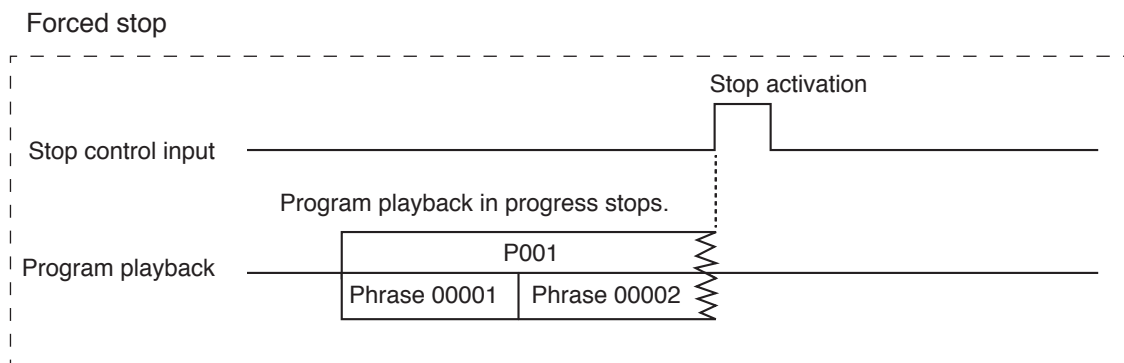 Forced stop
Stop activation
Stop control input
Program playback in progress stops.
P001
Program playback
Phrase 00001
Phrase 00002